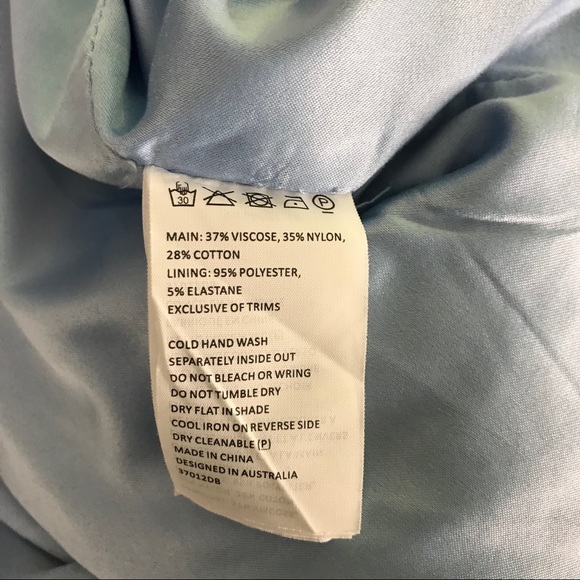 30
P
MAIN: 37% VISCOSE, 35% NYLON,
28% COTTON
LINING: 95% POLYESTER,
5% ELASTANE
EXCLUSIVE OF TRIMS
COLD HAND WASH
SEPARATELY INSIDE OUT
DO NOT BLEACH OR WRING
DO NOT TUMBLE DRY
DRY FLAT IN SHADE
COOL IRON ON REVERSE SIDE
DRY CLEANABLE (P)
MADE IN CHINA
DESIGNED IN AUSTRALIA
37012DB